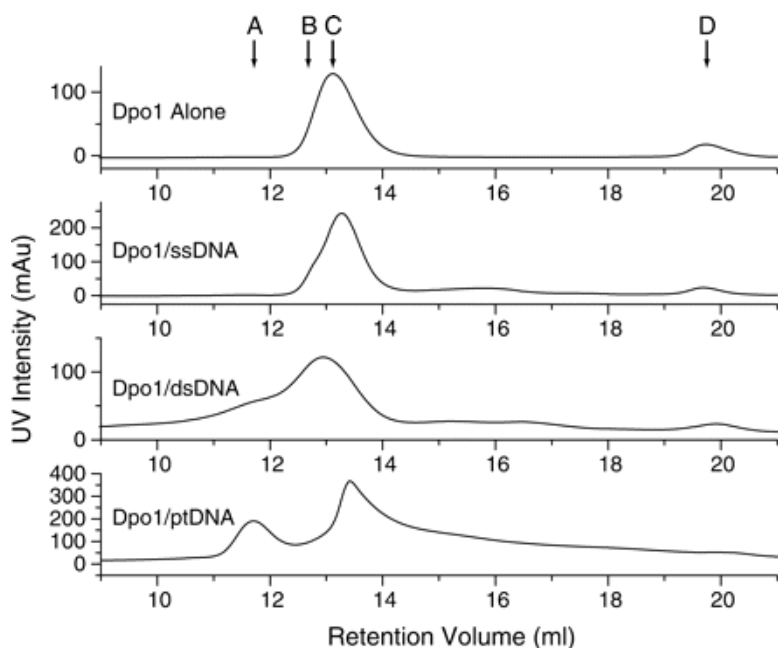 A B C D
100
0
Dpo1 Alone
10 12 14 16 18 20
200
100
0
Dpo1/ssDNA
10 12 14 16 18 20
100
0
Dpo1/dsDNA
10 12 14 16 18 20
400
300
200
100
0
Dpo1/ptDNA
10 12 14 16 18 20
UV Intensity (mAu)
Retention Volume (ml)